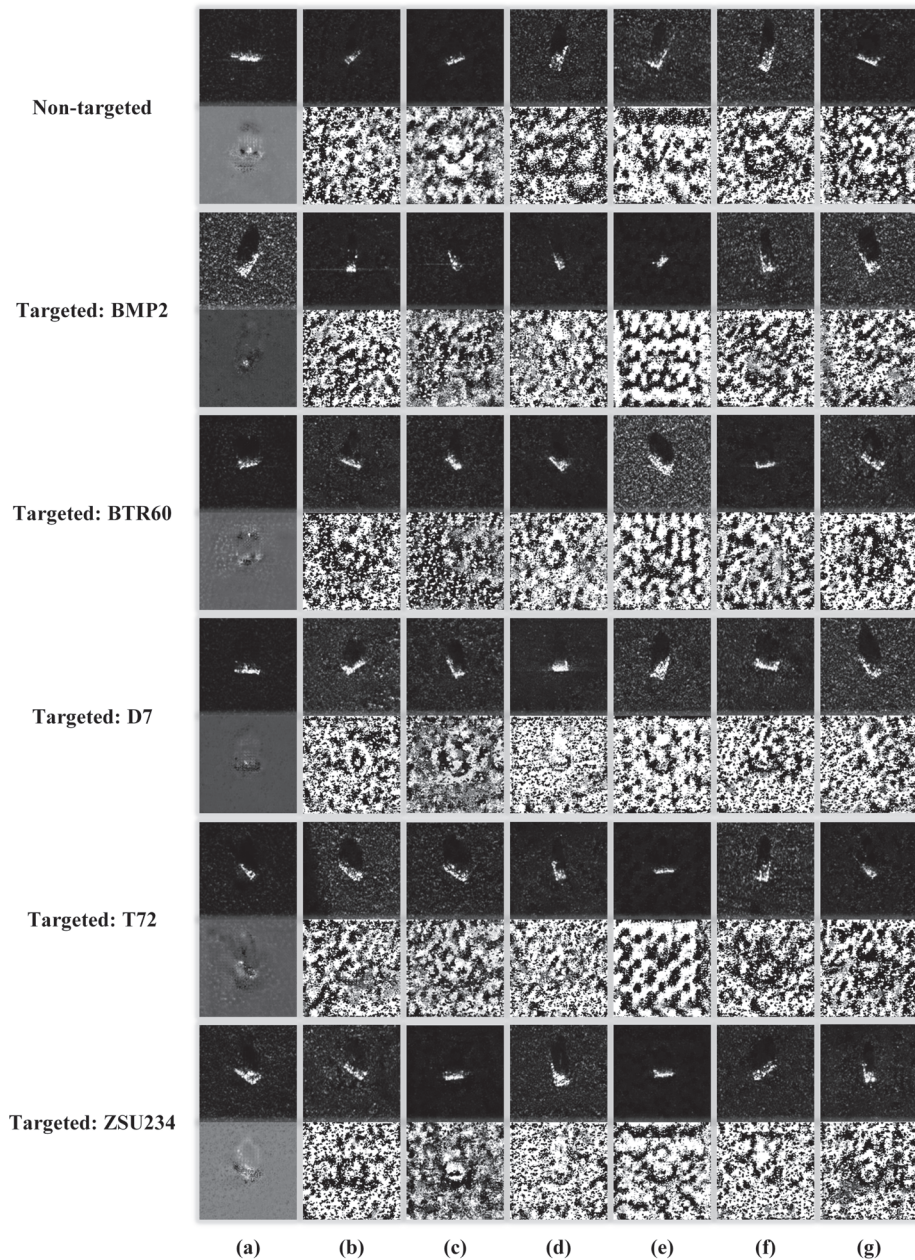 Non-targeted
Targeted: BMP2
Targeted: BTR60
Targeted: D7
Targeted: T72
Targeted: ZSU234
(a) (b) (c) (d) (e) (f) (g)